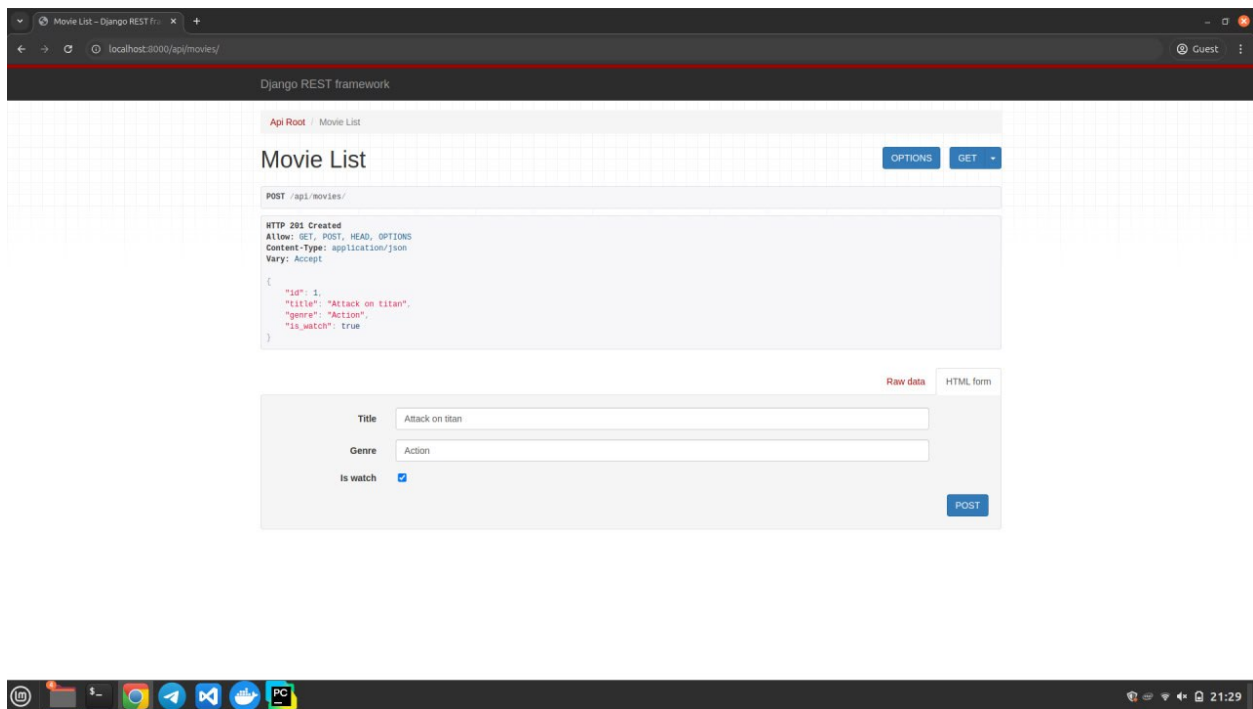 Movie List – Django REST fra
localhost:8000/api/movies/
Guest
Django REST framework
Api Root / Movie List
Movie List
OPTIONS
GET
POST /api/movies/
HTTP 201 Created
Allow: GET, POST, HEAD, OPTIONS
Content-Type: application/json
Vary: Accept
{
"id": 1,
"title": "Attack on titan",
"genre": "Action",
"is_watch": true
}
Raw data
HTML form
Title
Attack on titan
Genre
Action
Is watch
POST
$_
PC
21:29